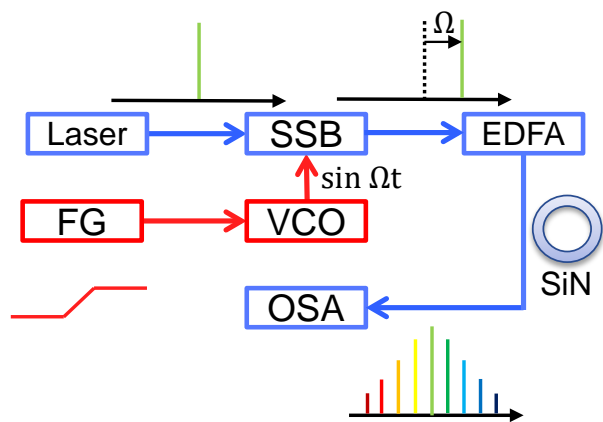 Ω
Laser
SSB
EDFA
sin Ωt
FG
VCO
SiN
OSA